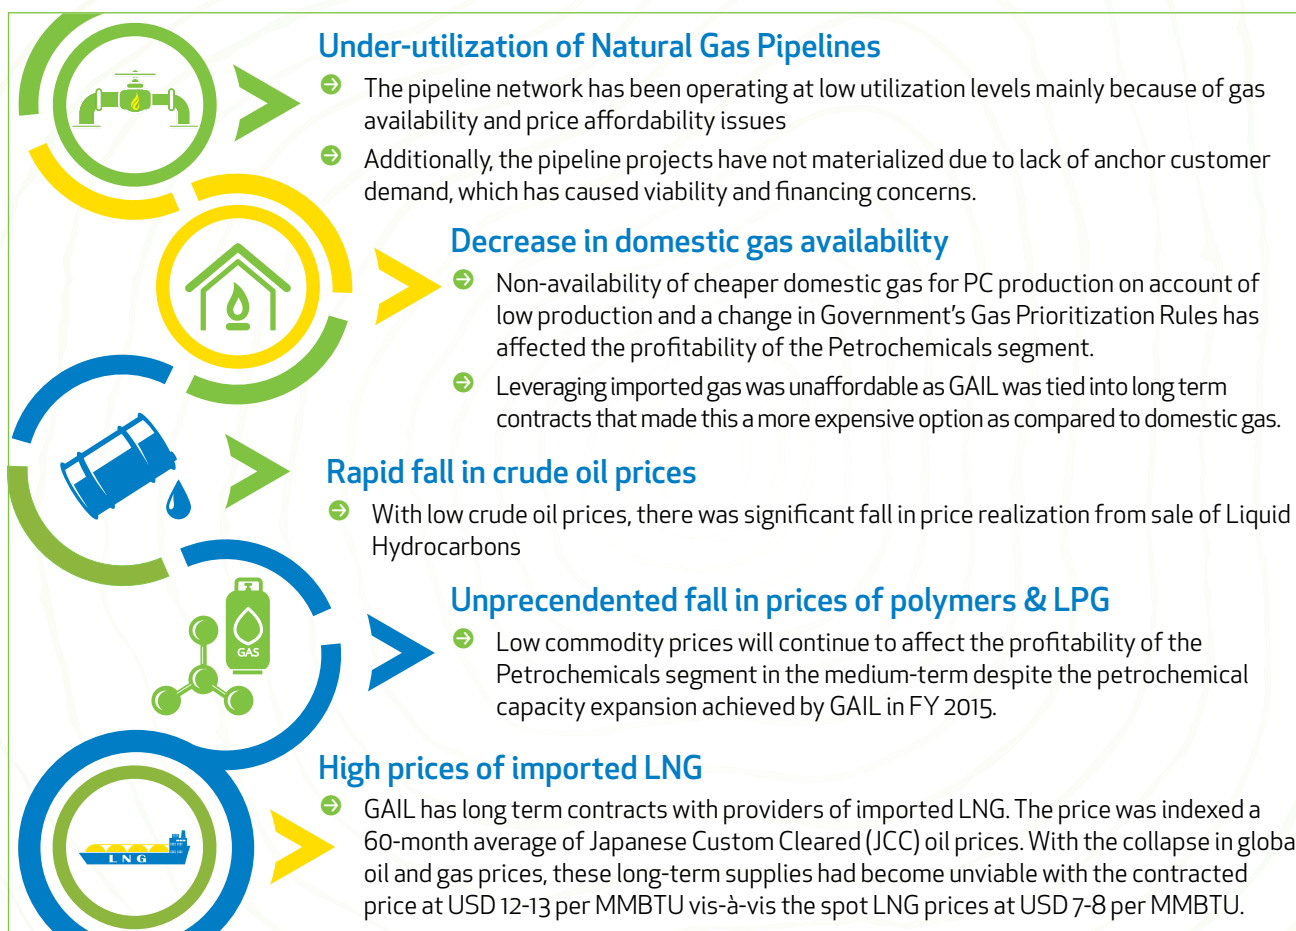 Under-utilization of Natural Gas Pipelines
The pipeline network has been operating at low utilization levels mainly because of gas
availability and price affordability issues
Additionally, the pipeline projects have not materialized due to lack of anchor customer
demand, which has caused viability and financing concerns.
Decrease in domestic gas availability
Non-availability of cheaper domestic gas for PC production on account of
low production and a change in Government's Gas Prioritization Rules has
affected the profitability of the Petrochemicals segment.
Leveraging imported gas was unaffordable as GAIL was tied into long term
contracts that made this a more expensive option as compared to domestic gas.
Rapid fall in crude oil prices
With low crude oil prices, there was significant fall in price realization from sale of Liquid
Hydrocarbons
Unprecendented fall in prices of polymers & LPG
GAS
Low commodity prices will continue to affect the profitability of the
Petrochemicals segment in the medium-term despite the petrochemical
capacity expansion achieved by GAIL in FY 2015.
High prices of imported LNG
LNG
GAIL has long term contracts with providers of imported LNG. The price was indexed a
60-month average of Japanese Custom Cleared (JCC) oil prices. With the collapse in globa
oil and gas prices, these long-term supplies had become unviable with the contracted
price at USD 12-13 per MMBTU vis-à-vis the spot LNG prices at USD 7-8 per MMBTU.